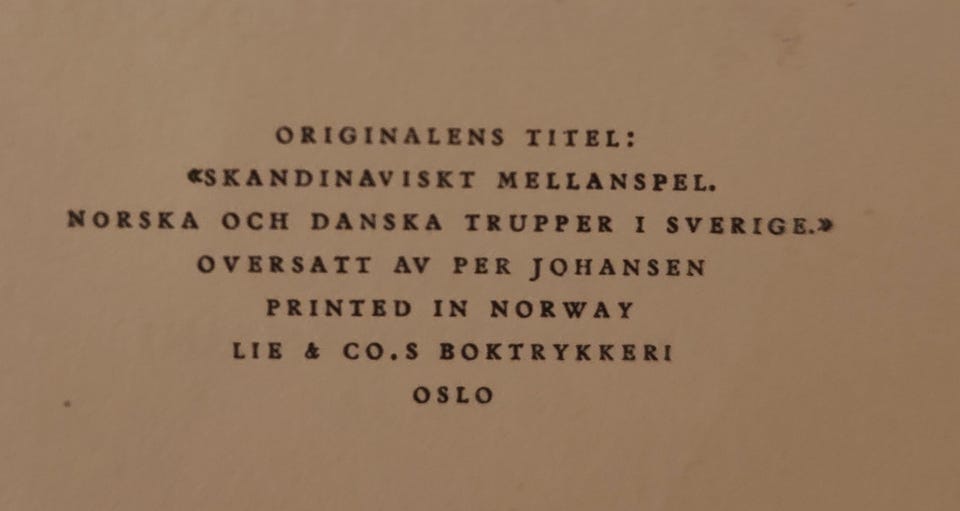 ORIGINALENS TITEL:
«SKANDINAVISKT MELLANSPEL.
NORSKA OCH DANSKA TRUPPER I SVERIGE.»
OVERSATT AV PER JOHANSEN
PRINTED IN NORWAY
LIE & CO.S BOKTRYKKERI
OSLO